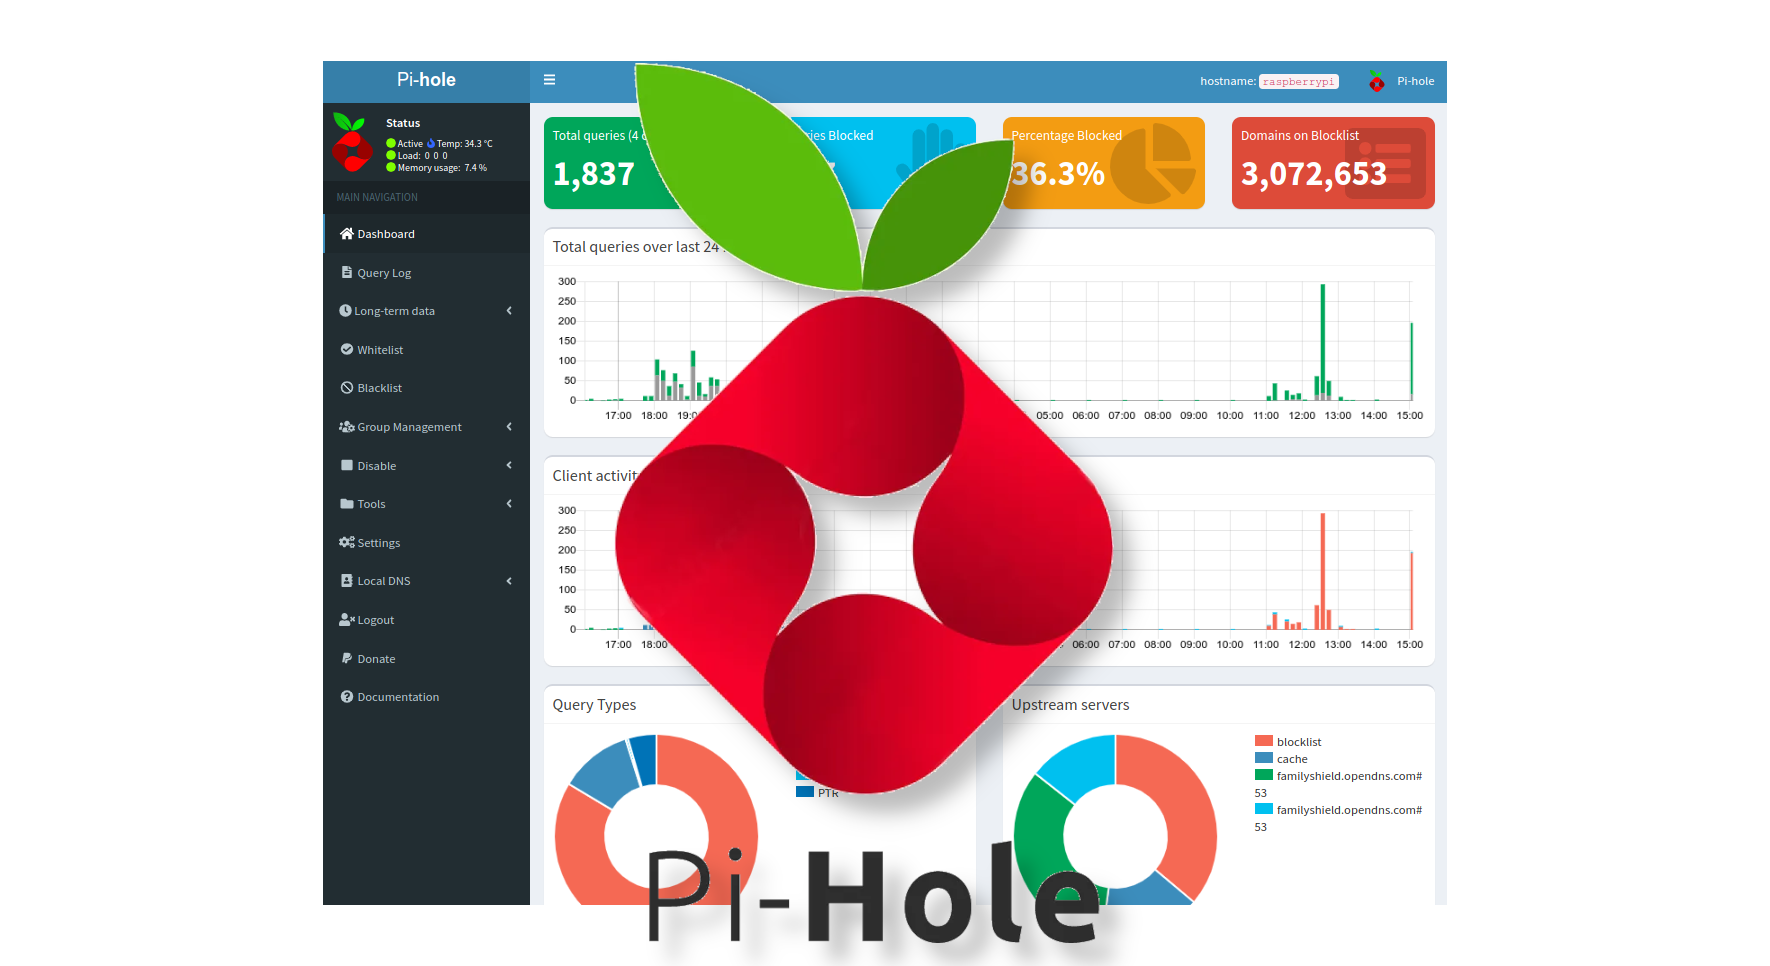 Pi-hole
hostname: raspberrypi
Pi-hole
Status
Active Temp: 34.3 °C
Load: 0 0 0
Memory usage: 7.4 %
MAIN NAVIGATION
Dashboard
Query Log
Long-term data
Whitelist
Blacklist
Group Management
Disable
Tools
Settings
Local DNS
Logout
Donate
Documentation
Total queries (4
1,837
Blocked
Percentage Blocked
36.3%
Domains on Blocklist
3,072,653
Total queries over last 24
300
250
200
150
100
50
0
17:00 18:00 05:00 06:00 07:00 08:00 09:00 10:00 11:00 12:00 13:00 14:00 15:00
Client
300
250
200
150
100
50
0
17:00 18:00 06:00 07:00 08:00 09:00 10:00 11:00 12:00 13:00 14:00 15:00
Query Types
PTR
Upstream servers
blocklist
cache
familyshield.opendns.com#
53
familyshield.opendns.com#
53
Pi-Hole